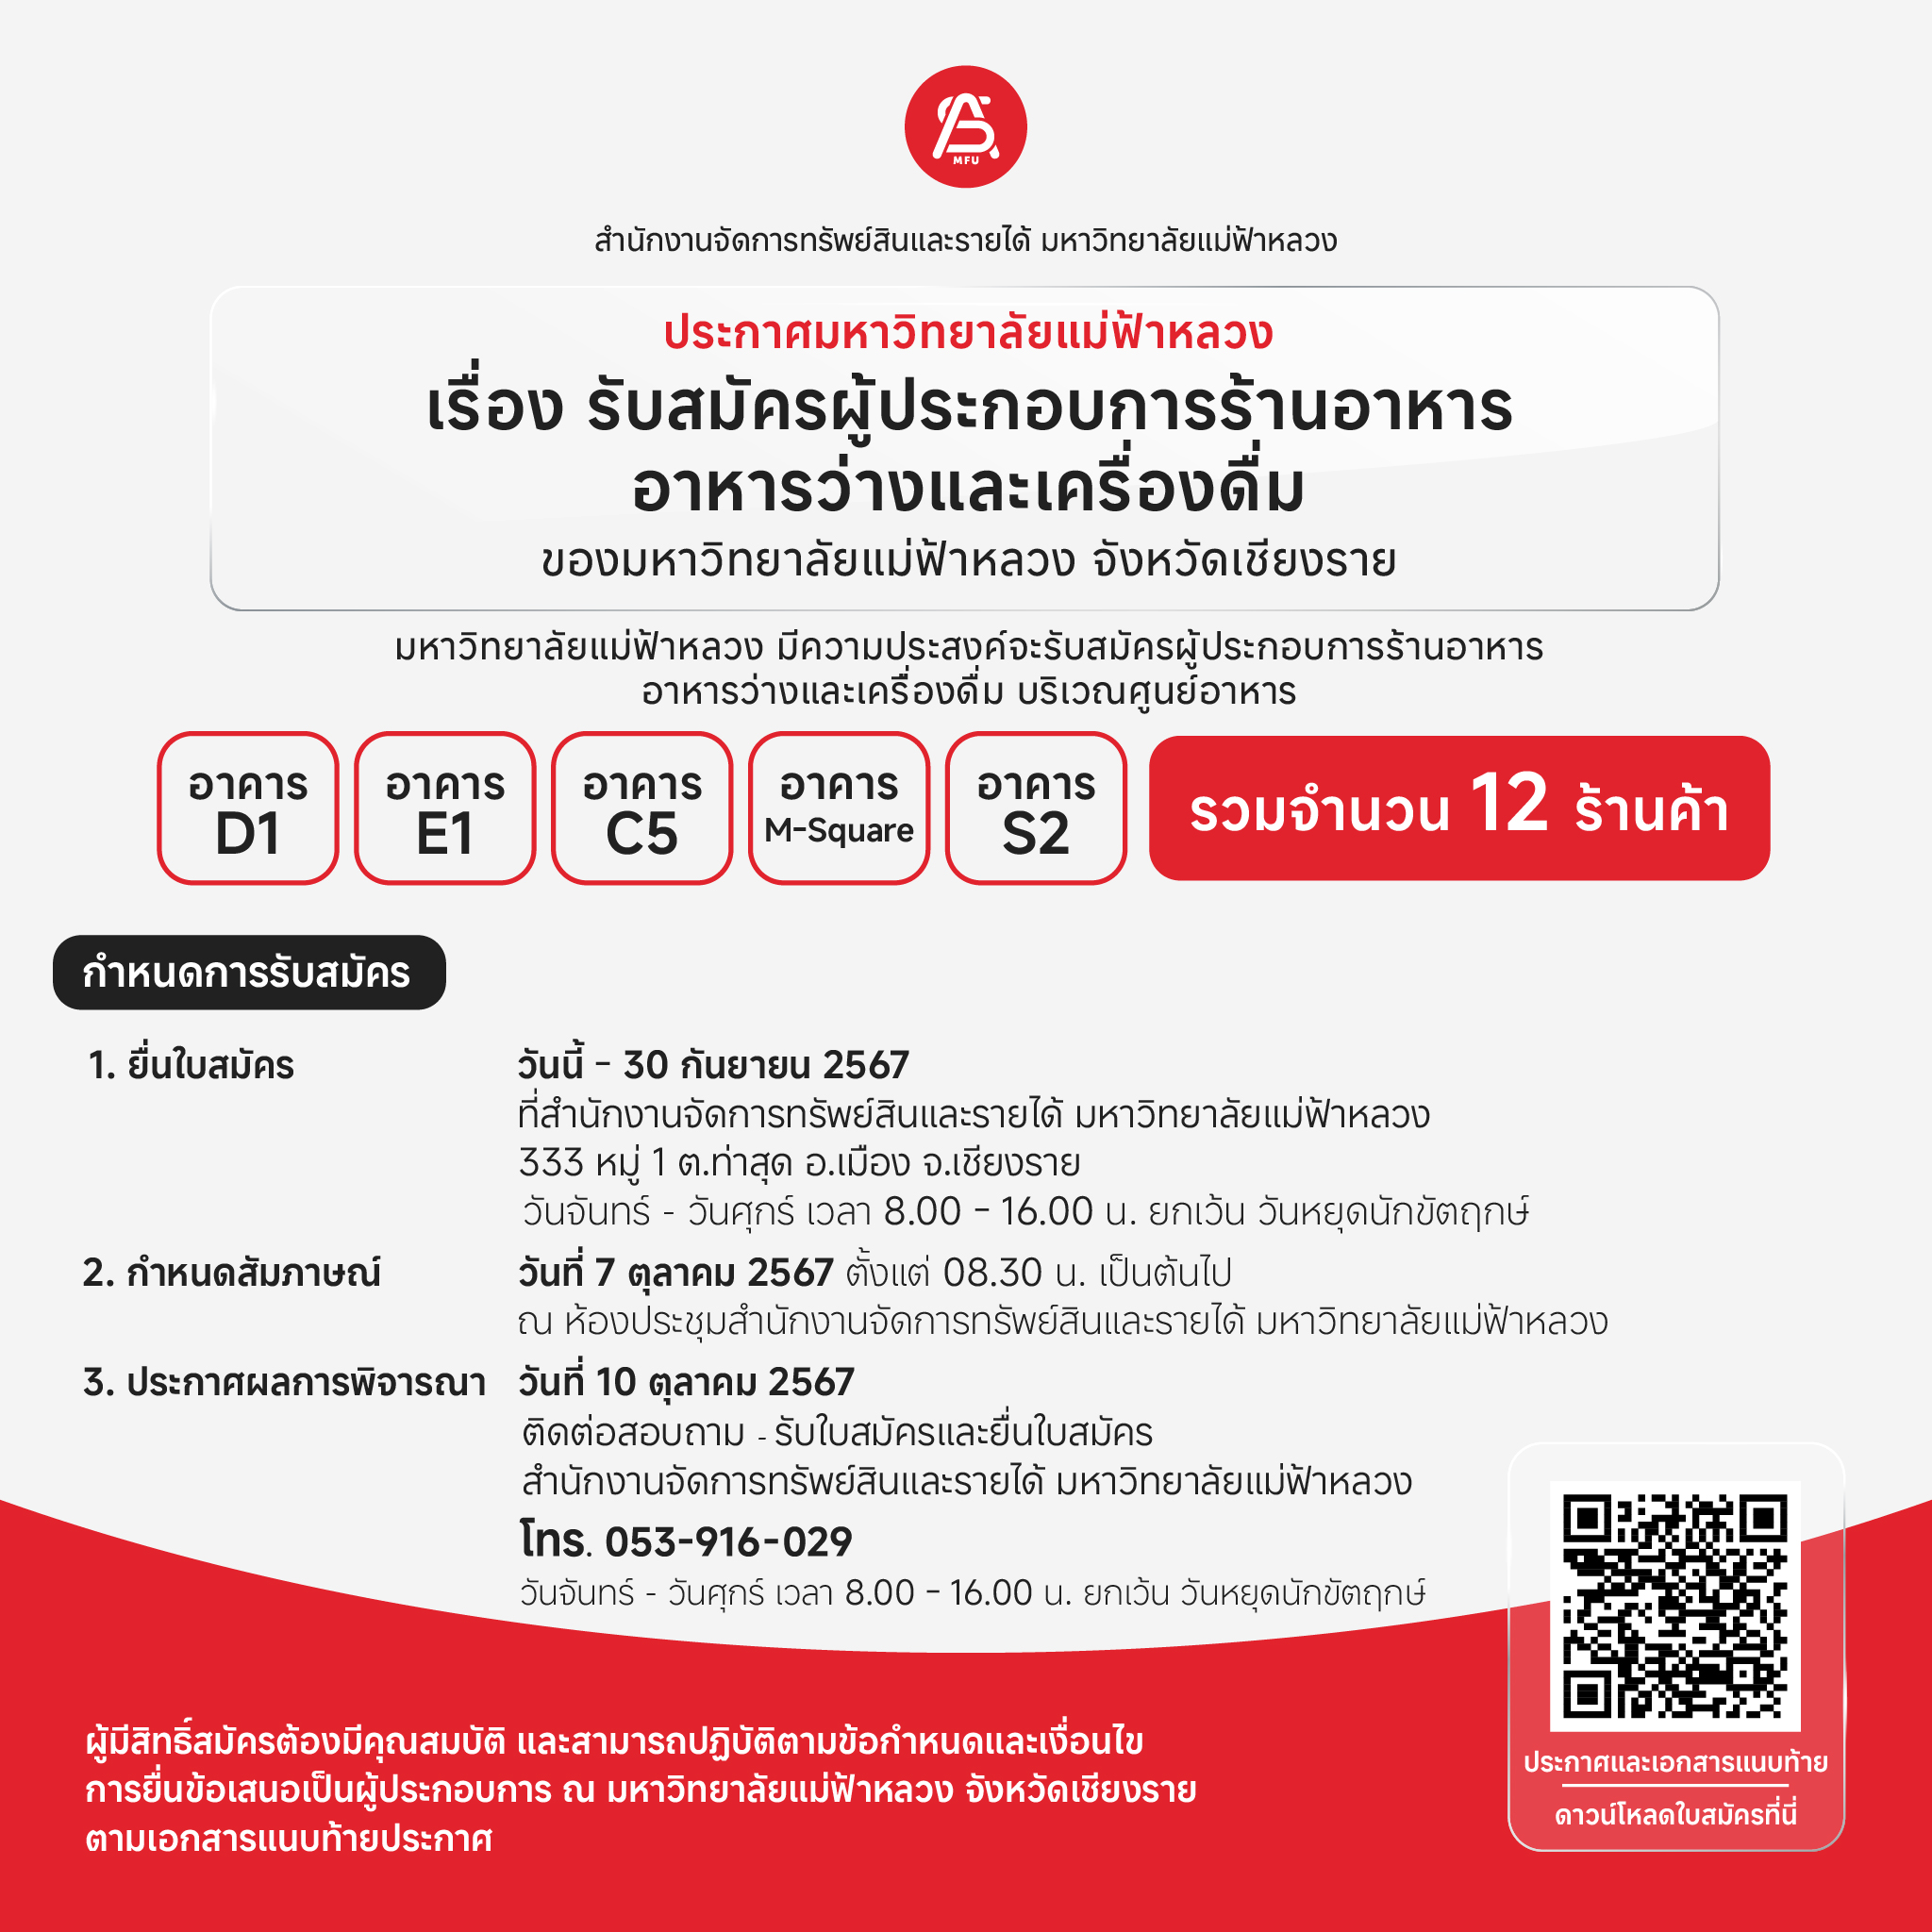 MFU
สำนักงานจัดการทรัพย์สินและรายได้ มหาวิทยาลัยแม่ฟ้าหลวง
ประกาศมหาวิทยาลัยแม่ฟ้าหลวง
เรื่อง รับสมัครผู้ประกอบการร้านอาหาร
อาหารว่างและเครื่องดื่ม
ของมหาวิทยาลัยแม่ฟ้าหลวง จังหวัดเชียงราย
มหาวิทยาลัยแม่ฟ้าหลวง มีความประสงค์จะรับสมัครผู้ประกอบการร้านอาหาร
อาหารว่างและเครื่องดื่ม บริเวณศูนย์อาหาร
อาคาร
D1
อาคาร
E1
อาคาร
C5
อาคาร
M-Square
อาคาร
S2
รวมจำนวน 12 ร้านค้า
กำหนดการรับสมัคร
1. ยื่นใบสมัคร
วันนี้ - 30 กันยายน 2567
ที่สำนักงานจัดการทรัพย์สินและรายได้ มหาวิทยาลัยแม่ฟ้าหลวง
333 หมู่ 1 ต.ท่าสุด อ.เมือง จ.เชียงราย
วันจันทร์ - วันศุกร์ เวลา 8.00 - 16.00 น. ยกเว้น วันหยุดนักขัตฤกษ์
2. กำหนดสัมภาษณ์
วันที่ 7 ตุลาคม 2567 ตั้งแต่ 08.30 น. เป็นต้นไป
ณ ห้องประชุมสำนักงานจัดการทรัพย์สินและรายได้ มหาวิทยาลัยแม่ฟ้าหลวง
3. ประกาศผลการพิจารณา
วันที่ 10 ตุลาคม 2567
ติดต่อสอบถาม - รับใบสมัครและยื่นใบสมัคร
สำนักงานจัดการทรัพย์สินและรายได้ มหาวิทยาลัยแม่ฟ้าหลวง
โทร. 053-916-029
วันจันทร์ - วันศุกร์ เวลา 8.00 - 16.00 น. ยกเว้น วันหยุดนักขัตฤกษ์
ผู้มีสิทธิ์สมัครต้องมีคุณสมบัติ และสามารถปฏิบัติตามข้อกำหนดและเงื่อนไข
การยื่นข้อเสนอเป็นผู้ประกอบการ ณ มหาวิทยาลัยแม่ฟ้าหลวง จังหวัดเชียงราย
ตามเอกสารแนบท้ายประกาศ
ประกาศและเอกสารแนบท้าย
ดาวน์โหลดใบสมัครที่นี่